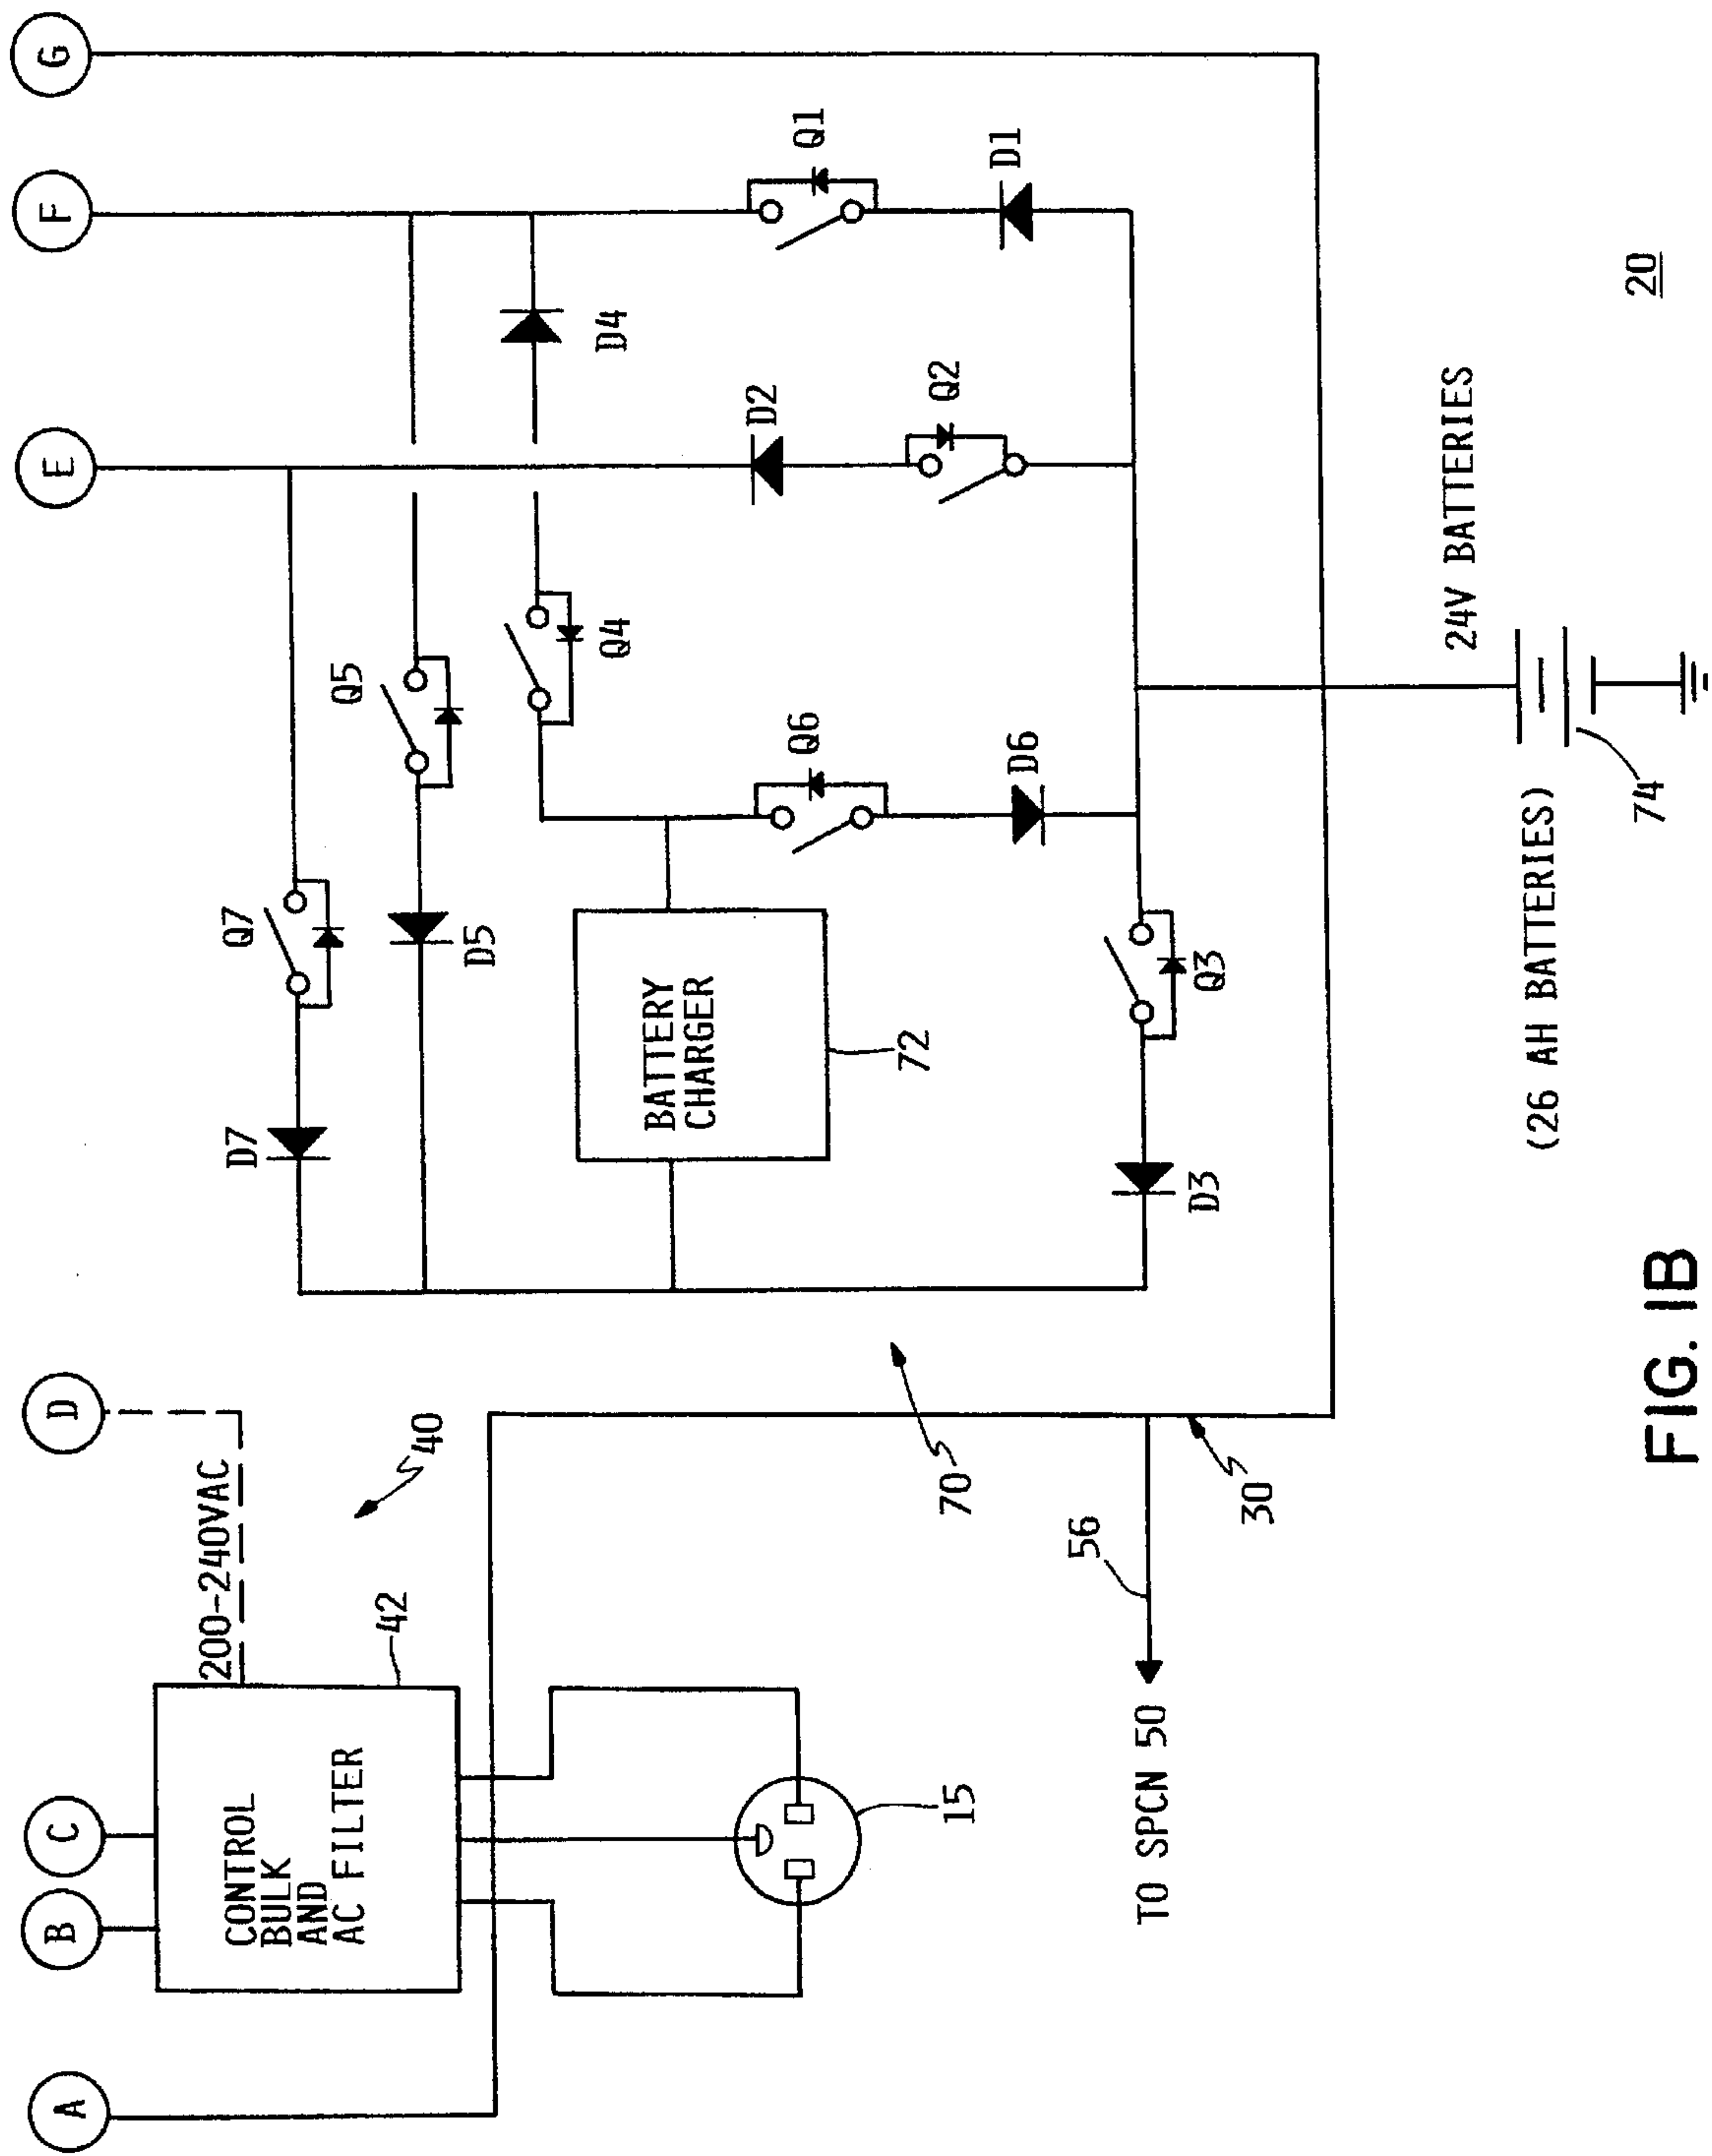 A
B
C
D
E
F
G
CONTROL
BULK
AND
AC FILTER
200-240VAC
42
40
15
TO SPCN 50
56
30
70
D7
Q7
Q5
D5
BATTERY
CHARGER
72
Q4
D4
Q6
D6
D3
Q3
D2
Q2
Q1
D1
24V BATTERIES
(26 AH BATTERIES)
74
20
FIG. 1B